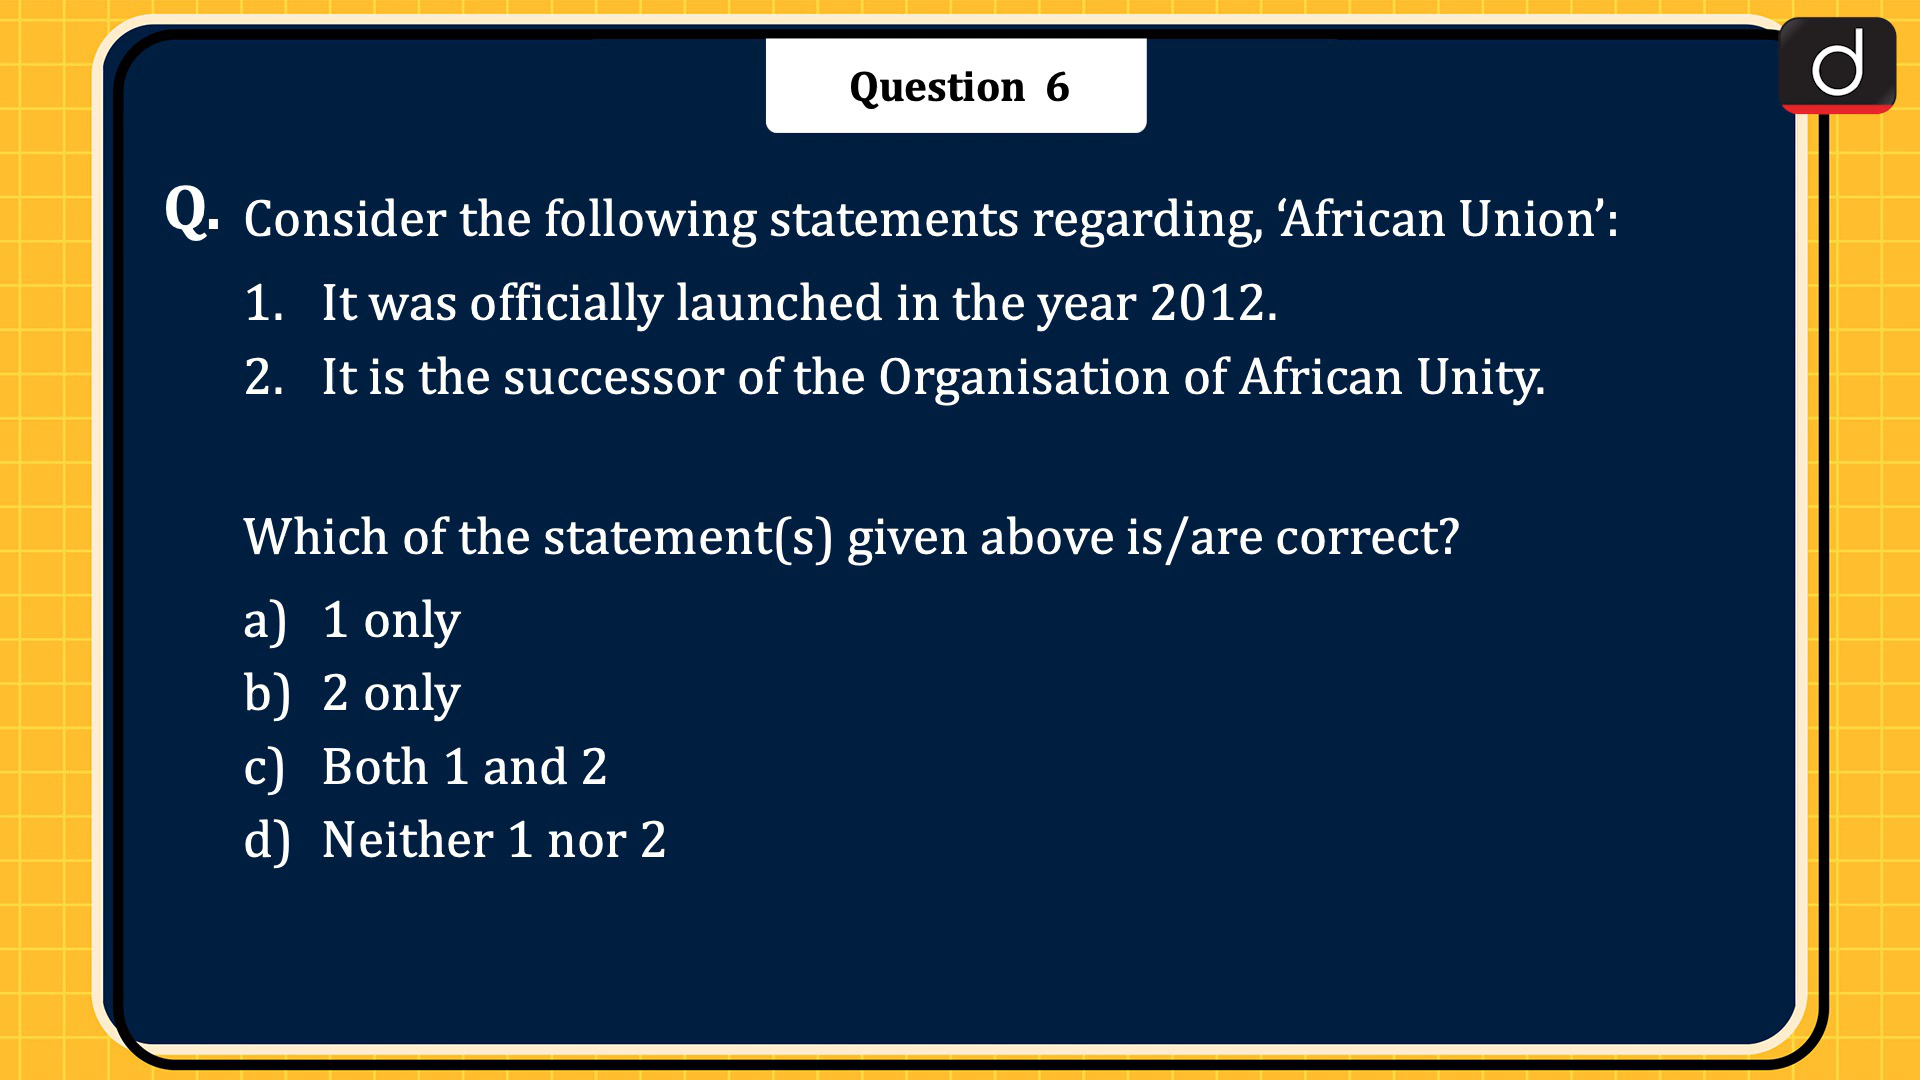 Question 6
Q. Consider the following statements regarding, ‘African Union’:
1. It was officially launched in the year 2012.
2. It is the successor of the Organisation of African Unity.
Which of the statement(s) given above is/are correct?
a) 1 only
b) 2 only
c) Both 1 and 2
d) Neither 1 nor 2
d